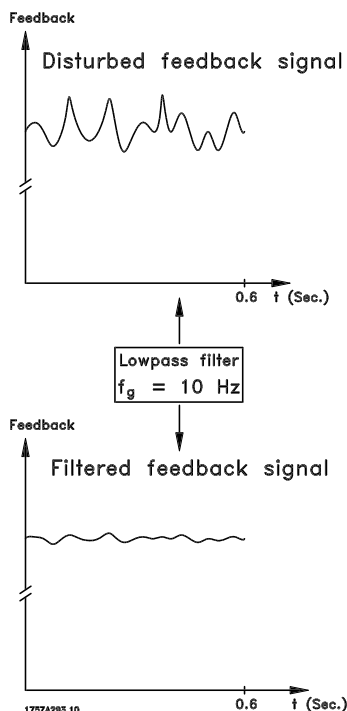 Feedback
Disturbed feedback signal
0.6 t (Sec.)
Lowpass filter
fg = 10 Hz
Feedback
Filtered feedback signal
0.6 t (Sec.)
175ZA293.10